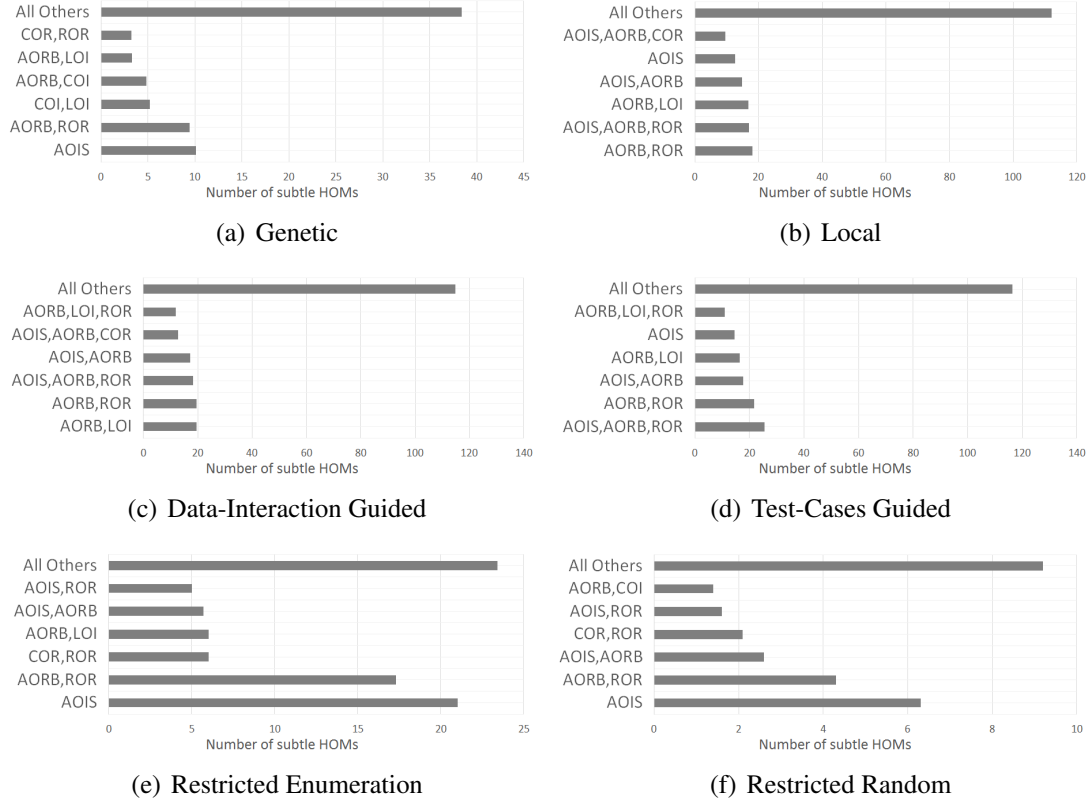 All Others
COR,ROR
AORB,LOI
AORB,COI
COI,LOI
AORB,ROR
AOIS
0 5 10 15 20 25 30 35 40 45
Number of subtle HOMs
(a) Genetic
All Others
AOIS,AORB,COR
AOIS
AOIS,AORB
AORB,LOI
AOIS,AORB,ROR
AORB,ROR
0 20 40 60 80 100 120
Number of subtle HOMs
(b) Local
All Others
AORB,LOI,ROR
AOIS,AORB,COR
AOIS,AORB
AOIS,AORB,ROR
AORB,ROR
AORB,LOI
0 20 40 60 80 100 120 140
Number of subtle HOMs
(c) Data-Interaction Guided
All Others
AORB,LOI,ROR
AOIS
AORB,LOI
AOIS,AORB
AORB,ROR
AOIS,AORB,ROR
0 20 40 60 80 100 120 140
Number of subtle HOMs
(d) Test-Cases Guided
All Others
AOIS,ROR
AOIS,AORB
AORB,LOI
COR,ROR
AORB,ROR
AOIS
0 5 10 15 20 25
Number of subtle HOMs
(e) Restricted Enumeration
All Others
AORB,COI
AOIS,ROR
COR,ROR
AOIS,AORB
AORB,ROR
AOIS
0 2 4 6 8 10
Number of subtle HOMs
(f) Restricted Random